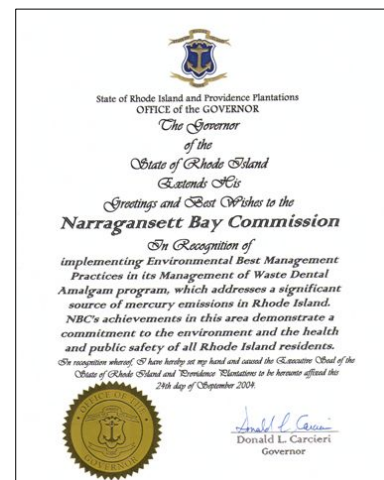 State of Rhode Island and Providence Plantations
OFFICE of the GOVERNOR
The Governor
of the
State of Rhode Island
Extends His
Greetings and Best Wishes to the
Narragansett Bay Commission
In Recognition of
implementing Environmental Best Management
Practices in its Management of Waste Dental
Amalgam program, which addresses a significant
source of mercury emissions in Rhode Island.
NBC's achievements in this area demonstrate a
commitment to the environment and the health
and public safety of all Rhode Island residents.
In recognition whereof, I have hereby set my hand and caused the Executive Seal of the
State of Rhode Island and Providence Plantations to be hereunto affixed this
24th day of September 2004.
Donald L. Carcieri
Donald L. Carcieri
Governor
OFFICE OF THE
GOVERNOR